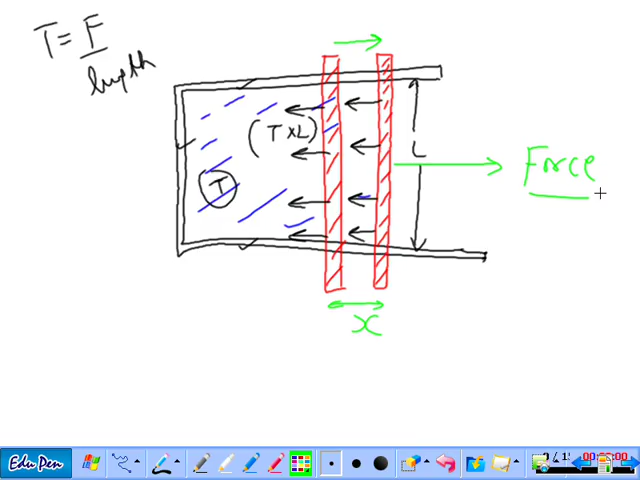 T = F
length
(T × L)
T
L
Force
x
Edu Pen